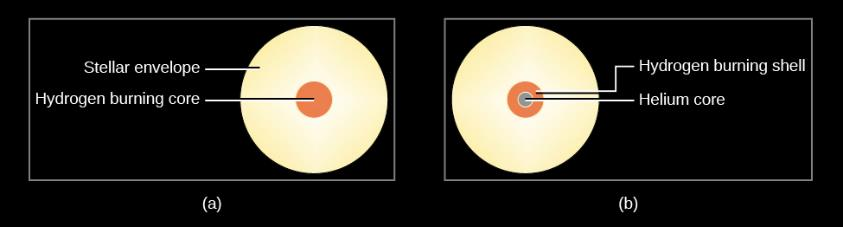 Stellar envelope
Hydrogen burning core
(a)
Hydrogen burning shell
Helium core
(b)